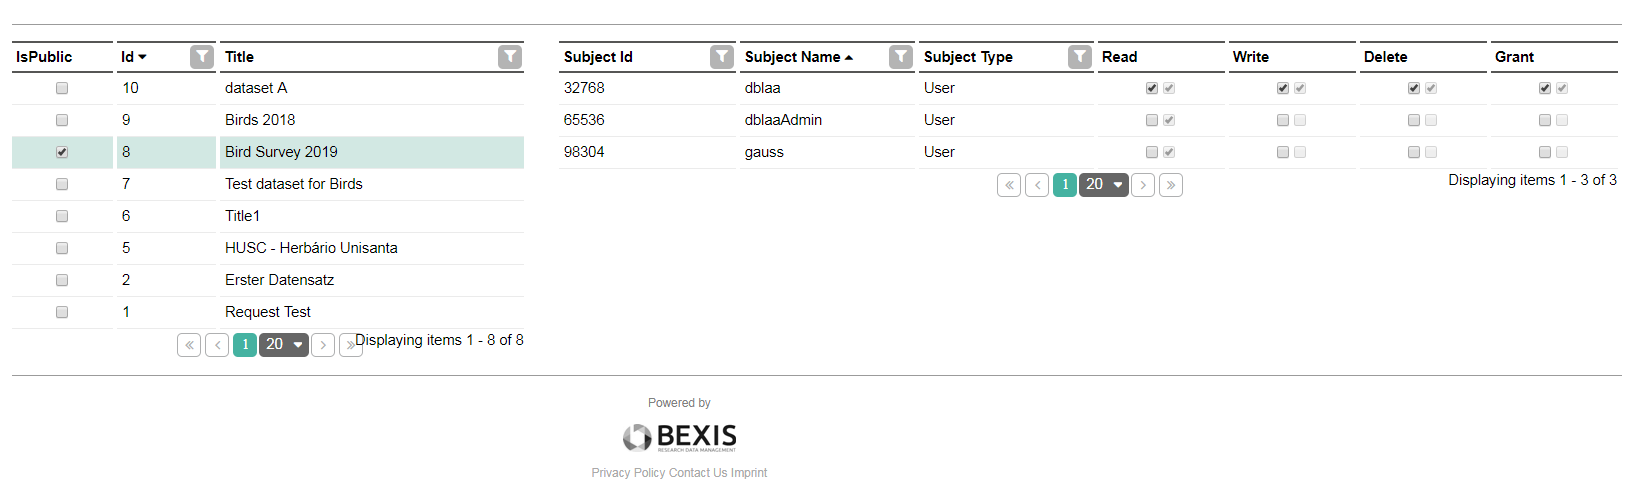 IsPublic Id Title
10 dataset A
9 Birds 2018
8 Bird Survey 2019
7 Test dataset for Birds
6 Title1
5 HUSC - Herbário Unisanta
2 Erster Datensatz
1 Request Test
1 20 Displaying items 1 - 8 of 8
Subject Id Subject Name Subject Type Read Write Delete Grant
32768 dblaa User
65536 dblaaAdmin User
98304 gauss User
1 20 Displaying items 1 - 3 of 3
Powered by
BEXIS
RESEARCH DATA MANAGEMENT
Privacy Policy Contact Us Imprint